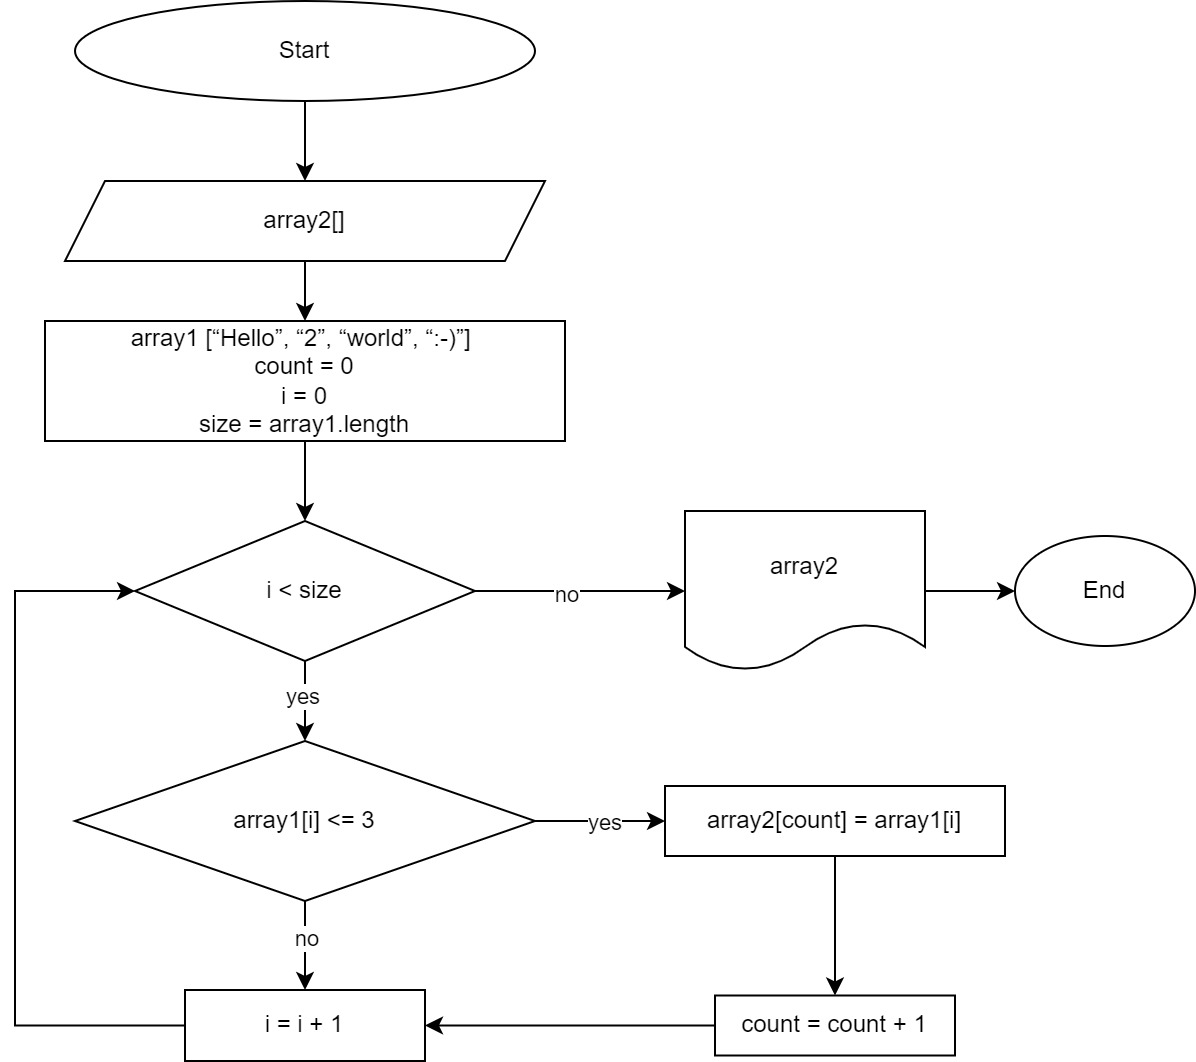 Start
array2[]
array1 [“Hello”, “2”, “world”, “:-)”]
count = 0
i = 0
size = array1.length
i < size
no
array2
End
yes
array1[i] <= 3
yes
array2[count] = array1[i]
no
i = i + 1
count = count + 1